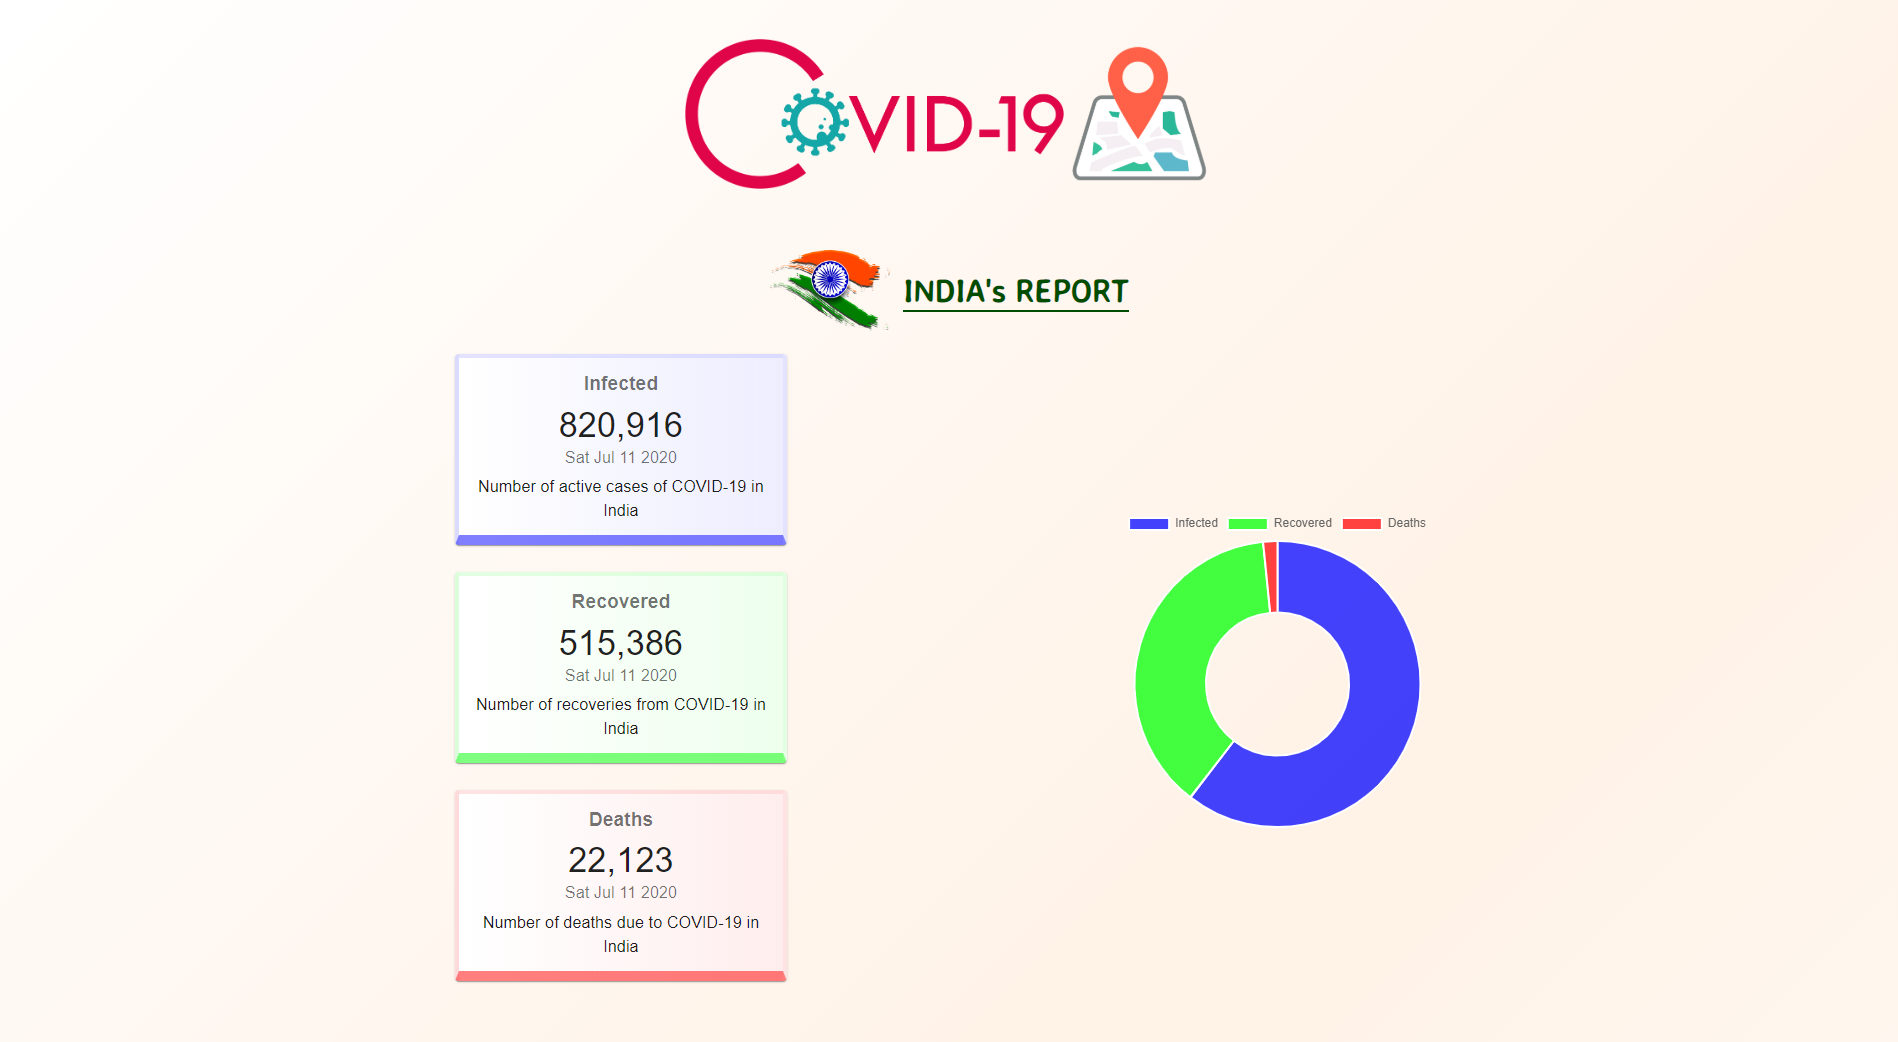 COVID-19
INDIA's REPORT
Infected
820,916
Sat Jul 11 2020
Number of active cases of COVID-19 in
India
Recovered
515,386
Sat Jul 11 2020
Number of recoveries from COVID-19 in
India
Deaths
22,123
Sat Jul 11 2020
Number of deaths due to COVID-19 in
India
Infected Recovered Deaths